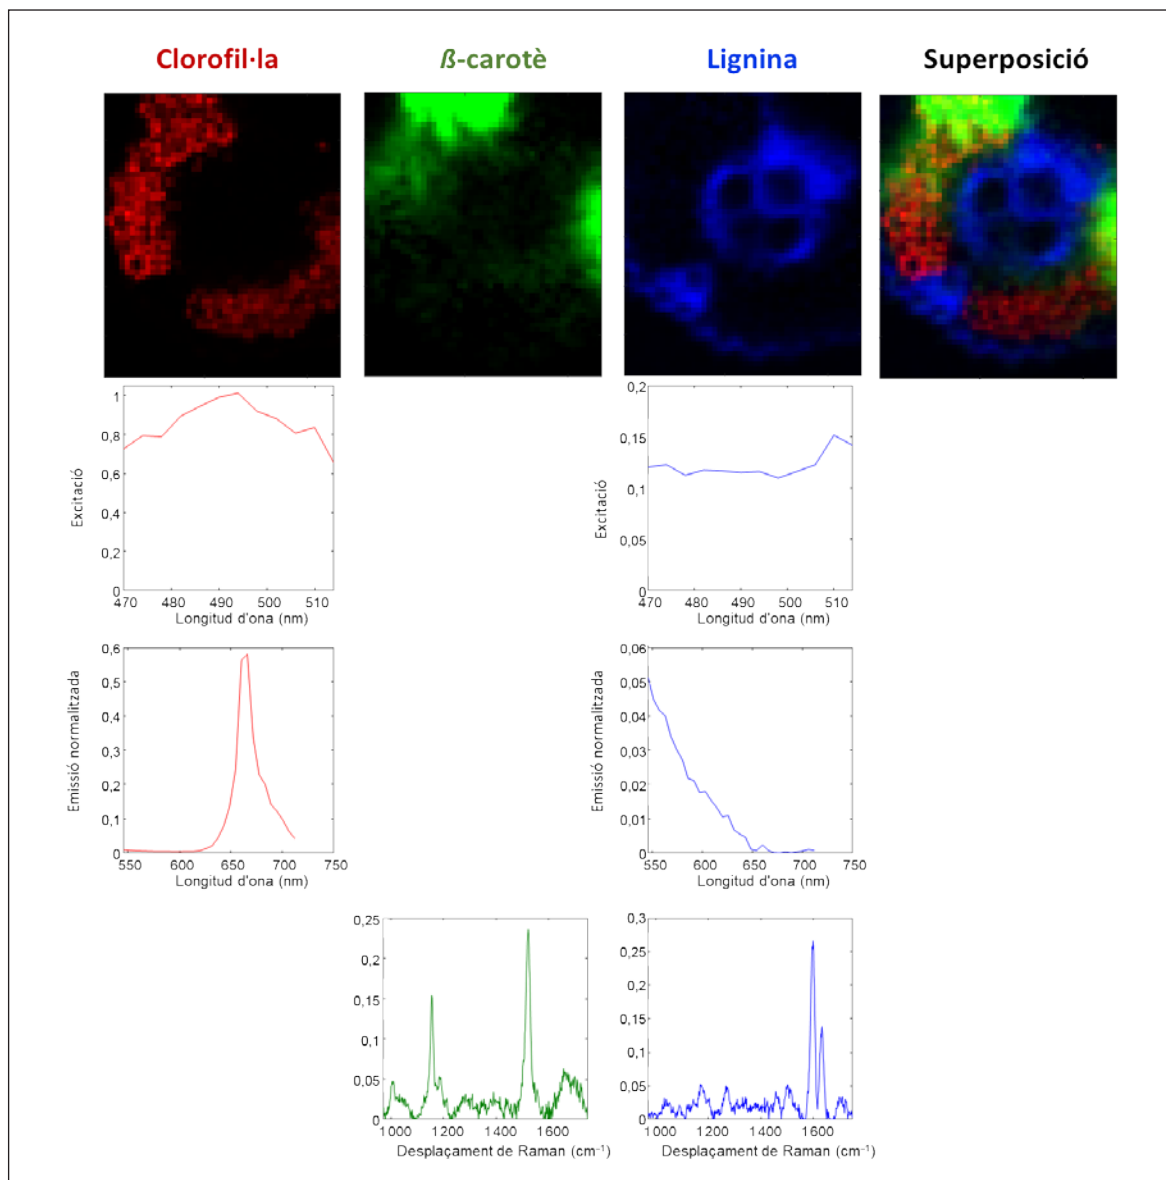 Clorofil·la ß-carotè Lignina Superposició
1
0,8
0,6
0,4
0,2
0
Excitació
470 480 490 500 510
Longitud d'ona (nm)
0,2
0,15
0,1
0,05
0
Excitació
470 480 490 500 510
Longitud d'ona (nm)
0,6
0,5
0,4
0,3
0,2
0,1
0
Emissió normalitzada
550 600 650 700 750
Longitud d'ona (nm)
0,06
0,05
0,04
0,03
0,02
0,01
0
Emissió normalitzada
550 600 650 700 750
Longitud d'ona (nm)
0,25
0,2
0,15
0,1
0,05
0
1000 1200 1400 1600
Desplaçament de Raman (cm⁻¹)
0,3
0,25
0,2
0,15
0,1
0,05
0
1000 1200 1400 1600
Desplaçament de Raman (cm⁻¹)